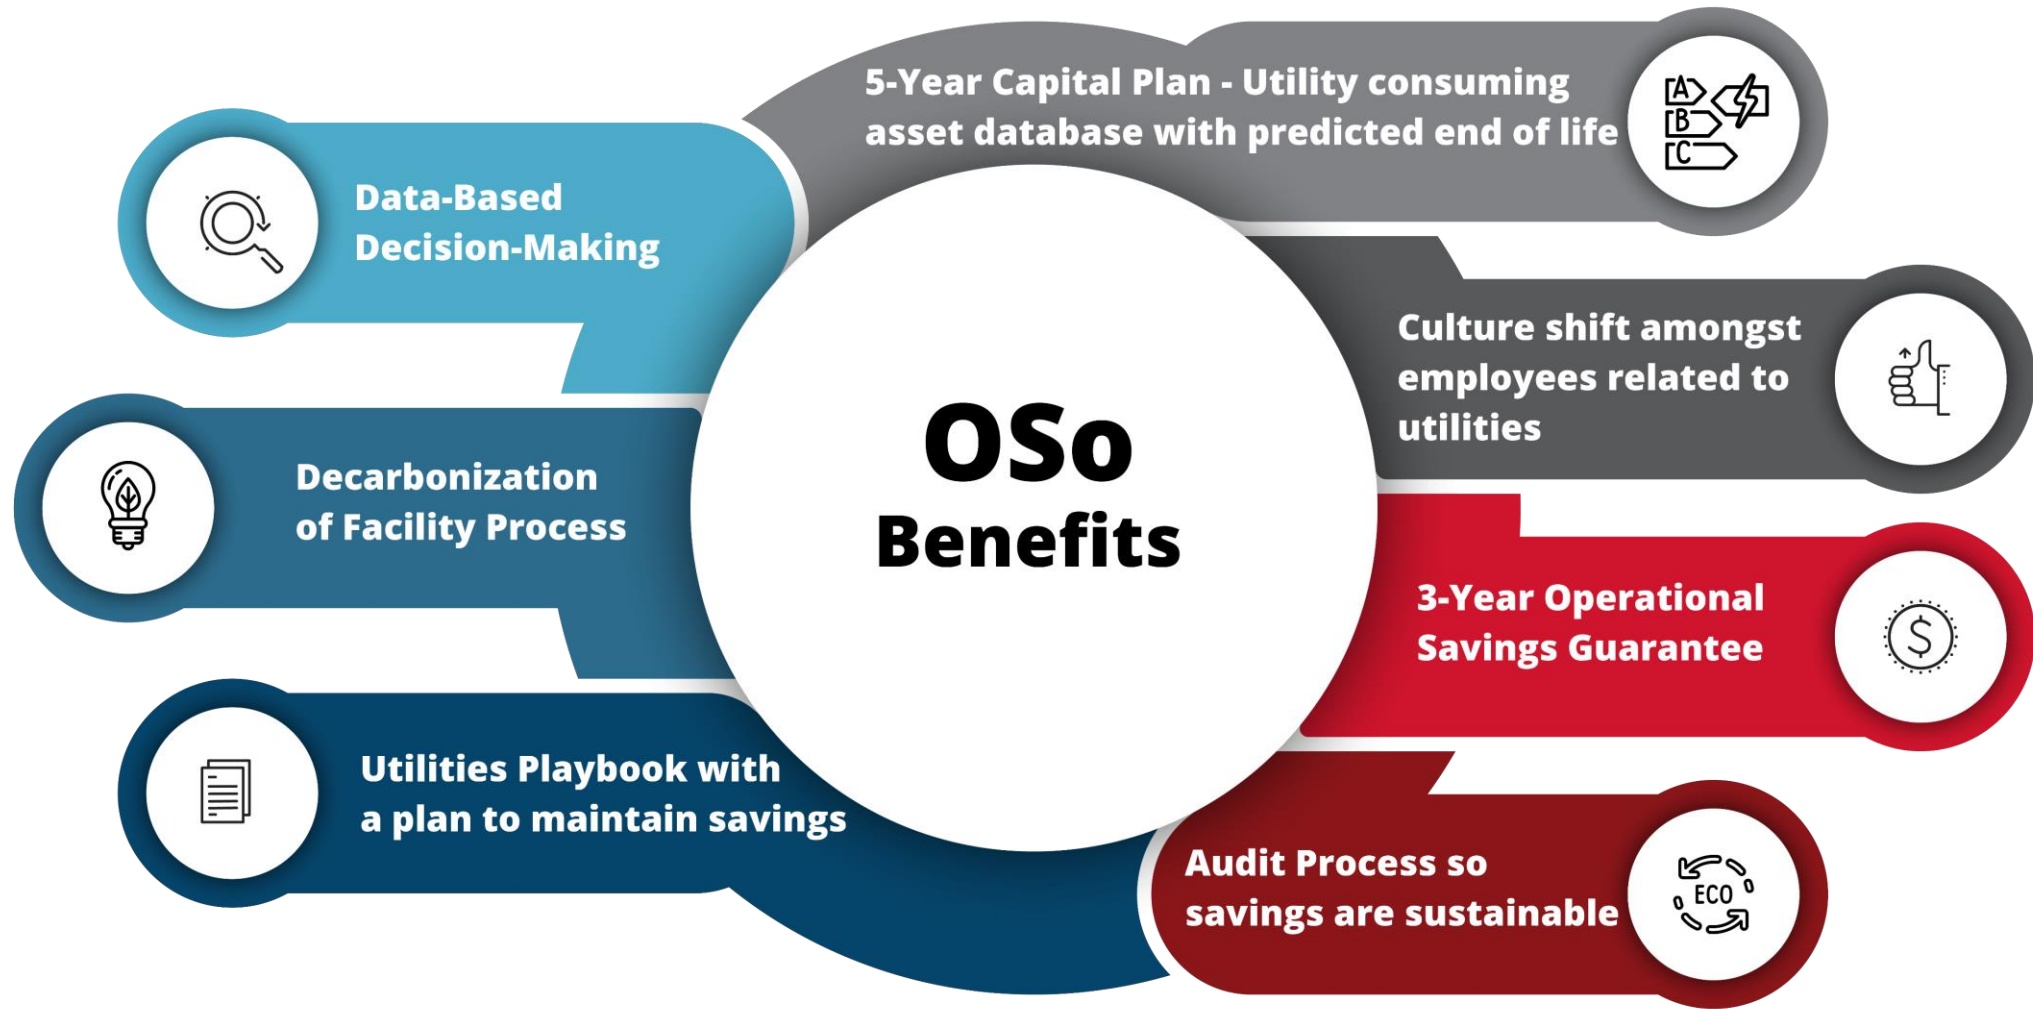 5-Year Capital Plan - Utility consuming
asset database with predicted end of life
A
B
C
Data-Based
Decision-Making
Culture shift amongst
employees related to
utilities
OSo
Benefits
Decarbonization
of Facility Process
3-Year Operational
Savings Guarantee
$
Utilities Playbook with
a plan to maintain savings
Audit Process so
savings are sustainable
ECO